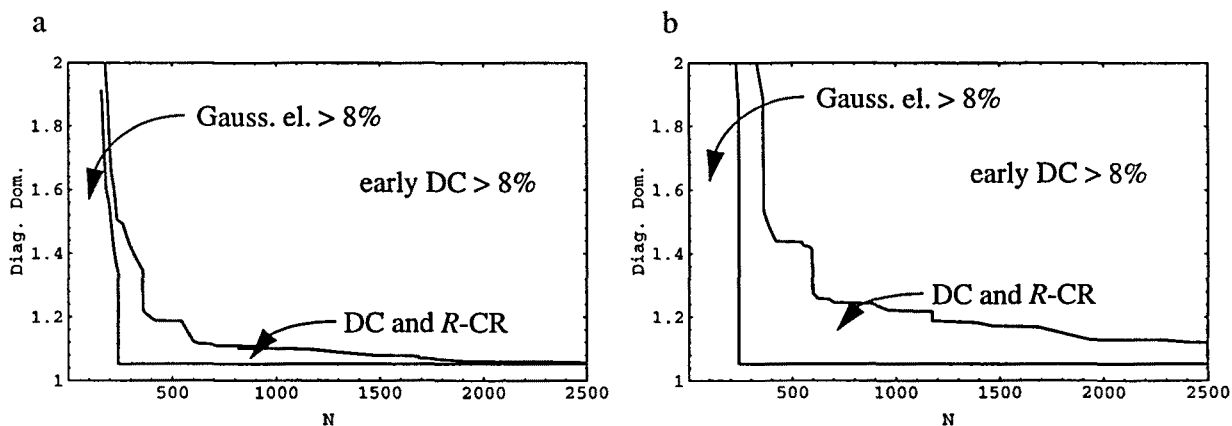 a
2
1.8
1.6
1.4
1.2
1
Diag. Dom.
Gauss. el. > 8%
early DC > 8%
DC and R-CR
500
1000
1500
2000
2500
N
b
2
1.8
1.6
1.4
1.2
1
Diag. Dom.
Gauss. el. > 8%
early DC > 8%
DC and R-CR
500
1000
1500
2000
2500
N